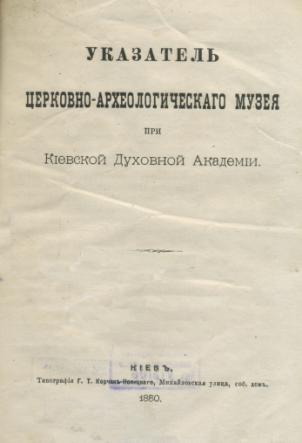 УКАЗАТЕЛЬ
ЦЕРКОВНО-АРХЕОЛОГИЧЕСКАГО МУЗЕЯ
ПРИ
Кіевской Духовной Академіи.
КІЕВЪ.
Типографія Г. Т. Корчакъ-Новицкаго, Михайловская улица, соб. домъ.
1880.